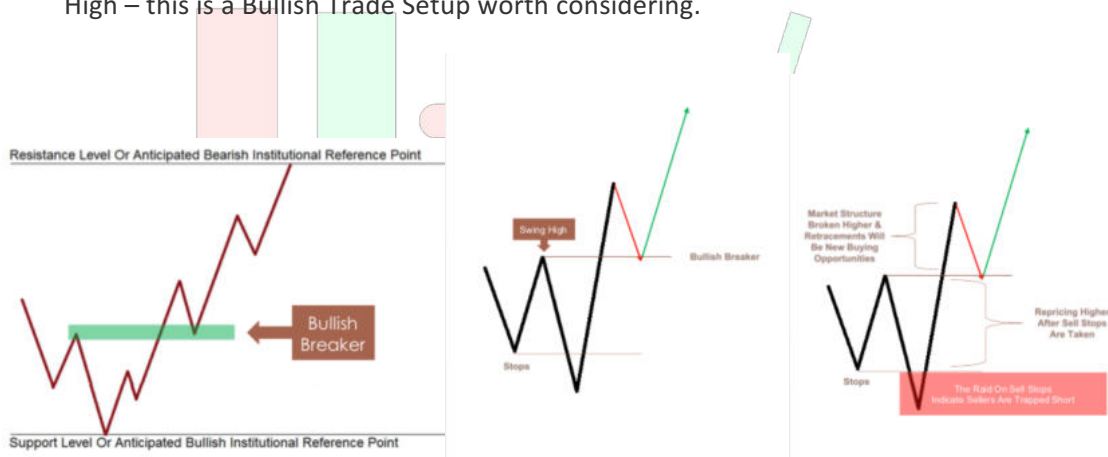 High – this is a Bullish Trade Setup worth considering.
Resistance Level Or Anticipated Bearish Institutional Reference Point
Bullish
Breaker
Support Level Or Anticipated Bullish Institutional Reference Point
Swing High
Bullish Breaker
Stops
Market Structure
Broken Higher &
Retracements Will
Be New Buying
Opportunities
Repricing Higher
After Sell Stops
Are Taken
Stops
The Raid On Sell Stops
Indicate Sellers Are Trapped Short